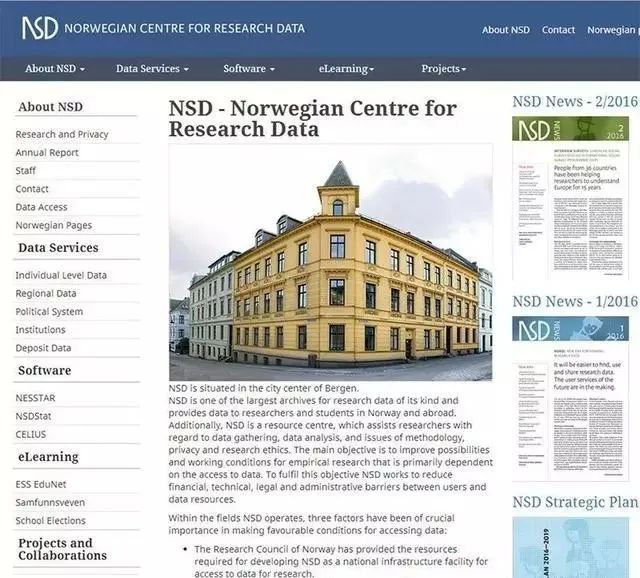 NSD NORWEGIAN CENTRE FOR RESEARCH DATA
About NSD Contact Norwegian
About NSD Data Services Software eLearning Projects
About NSD
Research and Privacy
Annual Report
Staff
Contact
Data Access
Norwegian Pages
Data Services
Individual Level Data
Regional Data
Political System
Institutions
Deposit Data
Software
NESSTAR
NSDStat
CELIUS
eLearning
ESS EduNet
Samfunnsveven
School Elections
Projects and
Collaborations
NSD - Norwegian Centre for
Research Data
NSD is situated in the city center of Bergen.
NSD is one of the largest archives for research data of its kind and
provides data to researchers and students in Norway and abroad.
Additionally, NSD is a resource centre, which assists researchers with
regard to data gathering, data analysis, and issues of methodology,
privacy and research ethics. The main objective is to improve possibilities
and working conditions for empirical research that is primarily dependent
on the access to data. To fulfil this objective NSD works to reduce
financial, technical, legal and administrative barriers between users and
data resources.
Within the fields NSD operates, three factors have been of crucial
importance in making favourable conditions for accessing data:
• The Research Council of Norway has provided the resources
required for developing NSD as a national infrastructure facility for
access to data for research.
NSD News - 2/2016
NSD NEWS 2
2016
People from 36 countries
have been helping
researchers to understand
Europe for 15 years
NSD News - 1/2016
NSD NEWS 1
2016
It will be easier to find, use
and share research data.
The user services of the
future are in the making.
NSD Strategic Plan
AN 2016-2019